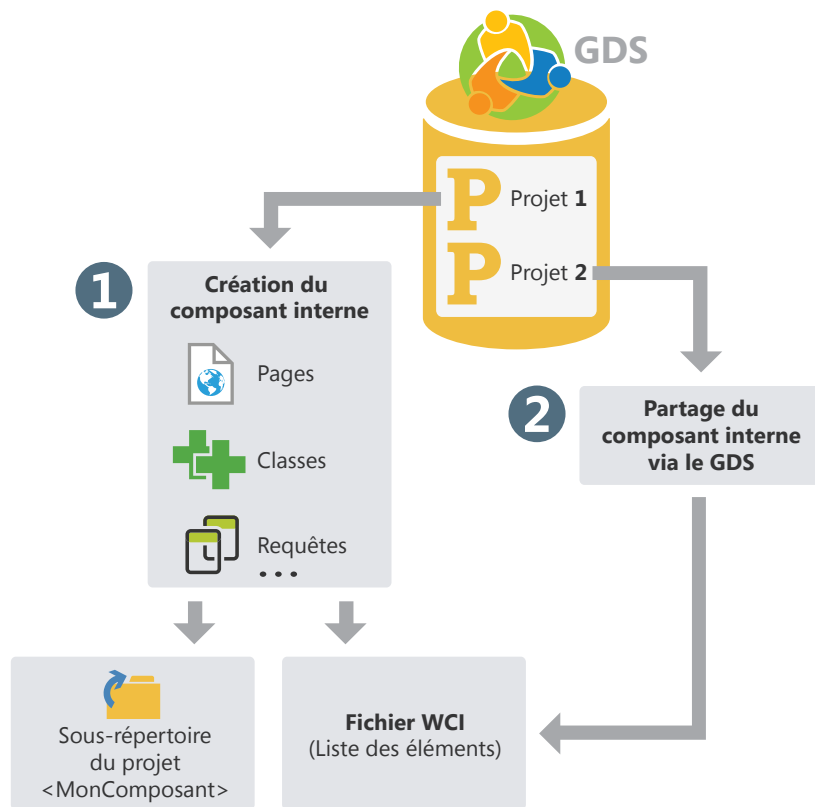 GDS
P Projet 1
P Projet 2
1
Création du
composant interne
Pages
Classes
Requêtes
...
2
Partage du
composant interne
via le GDS
Sous-répertoire
du projet
<MonComposant>
Fichier WCI
(Liste des éléments)